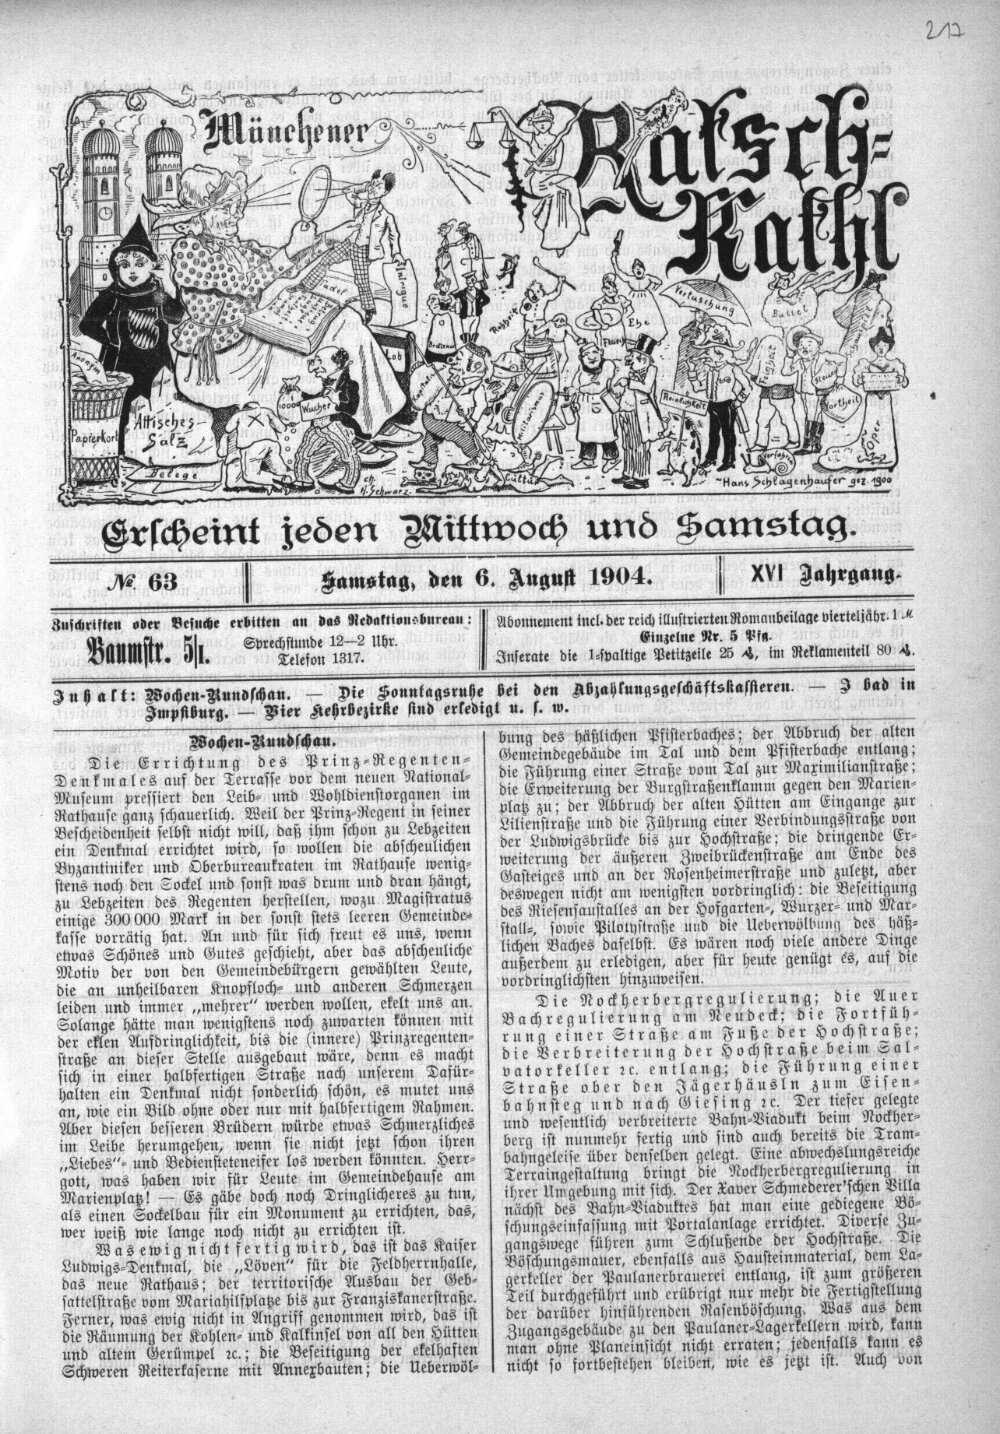 217
Münchener
Ratsch-
Kathl
Tadel
Lob
Anonym
Papierkorb
Attisches
Salz
Belege
Wucher
Rohheit
Ehe
Vertuschung
Militarismus
Cultur
Reinlichkeit
Vortheil
Hans Schlagenhaufer gez. 1900
Erscheint jeden Mittwoch und Samstag.
№ 63
Samstag, den 6. August 1904.
XVI Jahrgang.
Zuschriften oder Besuche erbitten an das Redaktionsbureau:
Baumstr. 5/I.
Sprechstunde 12—2 Uhr.
Telefon 1317.
Abonnement incl. der reich illustrierten Romanbeilage vierteljähr. 1 M
Einzelne Nr. 5 Pfg.
Inserate die 1-spaltige Petitzeile 25 ₰, im Reklamenteil 80 ₰.
Inhalt: Wochen-Rundschau. — Die Sonntagsruhe bei den Abzahlungsgeschäftskassieren. — I bad in
Impflburg. — Vier Kehrbezirke sind erledigt u. s. w.
Wochen-Rundschau.
Die Errichtung des Prinz-Regenten-
Denkmales auf der Terrasse vor dem neuen National-
Museum pressiert den Leib- und Wohldienstorganen im
Rathause ganz schauerlich. Weil der Prinz-Regent in seiner
Bescheidenheit selbst nicht will, daß ihm schon zu Lebzeiten
ein Denkmal errichtet wird, so wollen die abscheulichen
Byzantiniker und Oberbureaukraten im Rathause wenig-
stens noch den Sockel und sonst was drum und dran hängt,
zu Lebzeiten des Regenten herstellen, wozu Magistratus
einige 300 000 Mark in der sonst stets leeren Gemeinde-
kasse vorrätig hat. An und für sich freut es uns, wenn
etwas Schönes und Gutes geschieht, aber das abscheuliche
Motiv der von den Gemeindebürgern gewählten Leute,
die an unheilbaren Knopfloch- und anderen Schmerzen
leiden und immer „mehrer“ werden wollen, ekelt uns an.
Solange hätte man wenigstens noch zuwarten können mit
der eklen Aufdringlichkeit, bis die (innere) Prinzregenten-
straße an dieser Stelle ausgebaut wäre, denn es macht
sich in einer halbfertigen Straße nach unserem Dafür-
halten ein Denkmal nicht sonderlich schön, es mutet uns
an, wie ein Bild ohne oder nur mit halbfertigem Rahmen.
Aber diesen besseren Brüdern würde etwas Schmerzliches
im Leibe herumgehen, wenn sie nicht jetzt schon ihren
„Liebes“- und Bedienteteneifer los werden könnten. Herr-
gott, was haben wir für Leute im Gemeindehause am
Marienplatz! — Es gäbe doch noch Dringlicheres zu tun,
als einen Sockelbau für ein Monument zu errichten, das,
wer weiß wie lange noch nicht zu errichten ist.
Was ewig nicht fertig wird, das ist das Kaiser
Ludwigs-Denkmal, die „Löven“ für die Feldherrnhalle,
das neue Rathaus; der territorische Ausbau der Geb-
sattelstraße vom Mariahilfplatze bis zur Franziskanerstraße.
Ferner, was ewig nicht in Angriff genommen wird, das ist
die Räumung der Kohlen- und Kalkinsel von all den Hütten
und altem Gerümpel ꝛc.; die Beseitigung der ekelhaften
Schweren Reiterkaserne mit Annexbauten; die Ueberwöl-
bung des häßlichen Pfisterbaches; der Abbruch der alten
Gemeindegebäude im Tal und dem Pfisterbache entlang;
die Führung einer Straße vom Tal zur Maximilianstraße;
die Erweiterung der Burgstraßenklamm gegen den Marien-
platz zu; der Abbruch der alten Hütten am Eingange zur
Lilienstraße und die Führung einer Verbindungsstraße von
der Ludwigsbrücke bis zur Hochstraße; die dringende Er-
weiterung der äußeren Zweibrückenstraße am Ende des
Gasteiges und an der Rosenheimerstraße und zuletzt, aber
deswegen nicht am wenigsten vordringlich: die Beseitigung
des Riesensaustalles an der Hofgarten-, Wurzer- und Mar-
stall-, sowie Pilotystraße und die Ueberwölbung des häß-
lichen Baches daselbst. Es wären noch viele andere Dinge
außerdem zu erledigen, aber für heute genügt es, auf die
vordringlichsten hinzuweisen.
Die Nockherbergregulierung; die Auer
Bachregulierung am Neudeck; die Fortfüh-
rung einer Straße am Fuße der Hochstraße;
die Verbreiterung der Hochstraße beim Sal-
vatorkeller ꝛc. entlang; die Führung einer
Straße ober den Jägerhäusln zum Eisen-
bahnsteg und nach Giesing ꝛc. Der tiefer gelegte
und wesentlich verbreiterte Bahn-Viadukt beim Nockher-
berg ist nunmehr fertig und sind auch bereits die Tram-
bahngeleise über denselben gelegt. Eine abwechslungsreiche
Terraingestaltung bringt die Nockherbergregulierung in
ihrer Umgebung mit sich. Der Xaver Schmederer'schen Villa
nächst des Bahn-Viaduktes hat man eine gediegene Bö-
schungseinfassung mit Portalanlage errichtet. Diverse Zu-
gangswege führen zum Schlußende der Hochstraße. Die
Böschungsmauer, ebenfalls aus Hausteinmaterial, dem La-
gerkeller der Paulanerbrauerei entlang, ist zum größeren
Teil durchgeführt und erübrigt nur mehr die Fertigstellung
der darüber hinführenden Rasenböschung. Was aus dem
Zugangsgebäude zu den Paulaner-Lagerkellern wird, kann
man ohne Planeinsicht nicht erraten; jedenfalls kann es
nicht so fortbestehen bleiben, wie es jetzt ist. Auch von